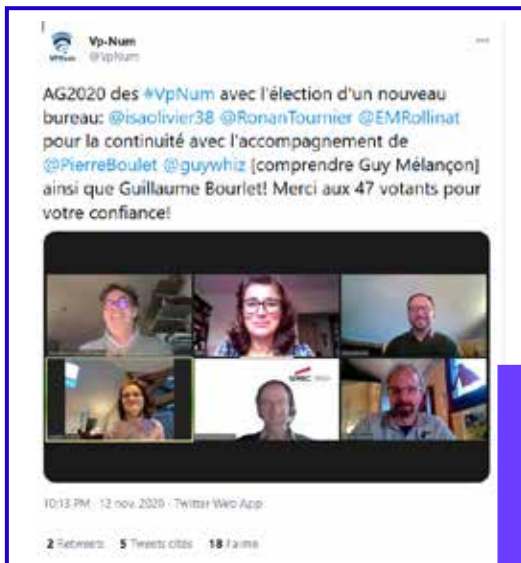 Vp-Num
@VpNum
AG2020 des #VpNum avec l'élection d'un nouveau
bureau: @isaolivier38 @RonanTournier @EMRollinat
pour la continuité avec l'accompagnement de
@PierreBoulet @guywhiz [comprendre Guy Mélançon]
ainsi que Guillaume Bourlet! Merci aux 47 votants pour
votre confiance!
10:13 PM · 12 nov. 2020 · Twitter Web App
2 Retweets 5 Tweets cités 18 J'aime